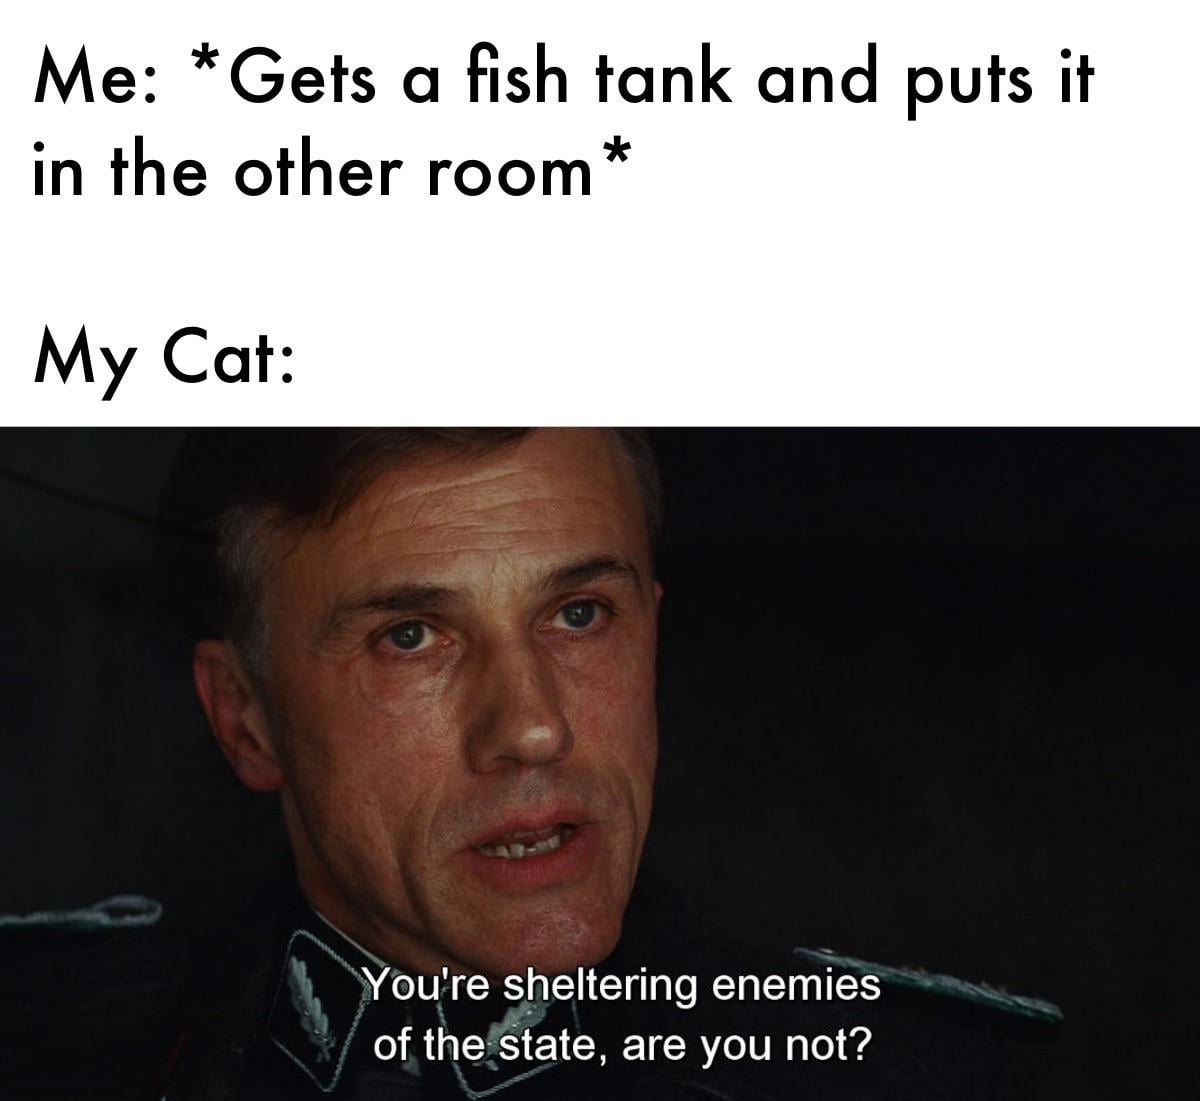 Me: *Gets a fish tank and puts it
in the other room*
My Cat:
You're sheltering enemies
of the state, are you not?